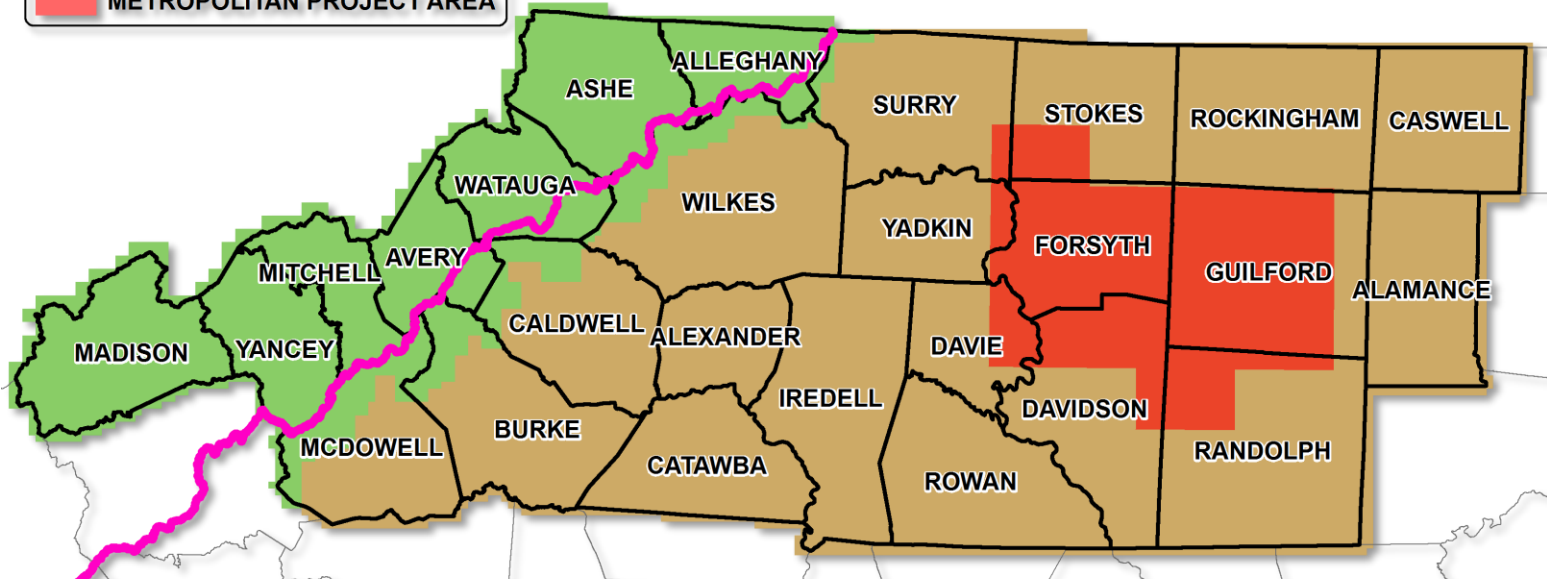 METROPOLITAN PROJECT AREA
ALLEGHANY
ASHE
SURRY
STOKES
ROCKINGHAM
CASWELL
WATAUGA
WILKES
YADKIN
FORSYTH
GUILFORD
ALAMANCE
AVERY
MITCHELL
MADISON
YANCEY
CALDWELL
ALEXANDER
DAVIE
IREDELL
DAVIDSON
BURKE
MCDOWELL
CATAWBA
ROWAN
RANDOLPH